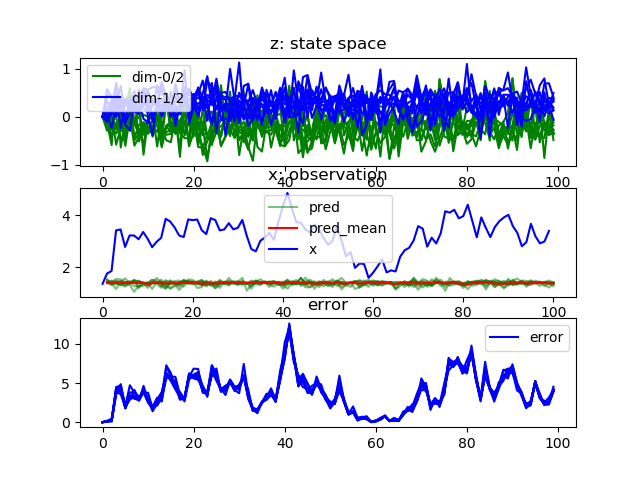 z: state space
1
0
−1
dim-0/2
dim-1/2
0 20 40 60 80 100
x: observation
4
2
pred
pred_mean
x
0 20 40 60 80 100
error
10
5
0
error
0 20 40 60 80 100